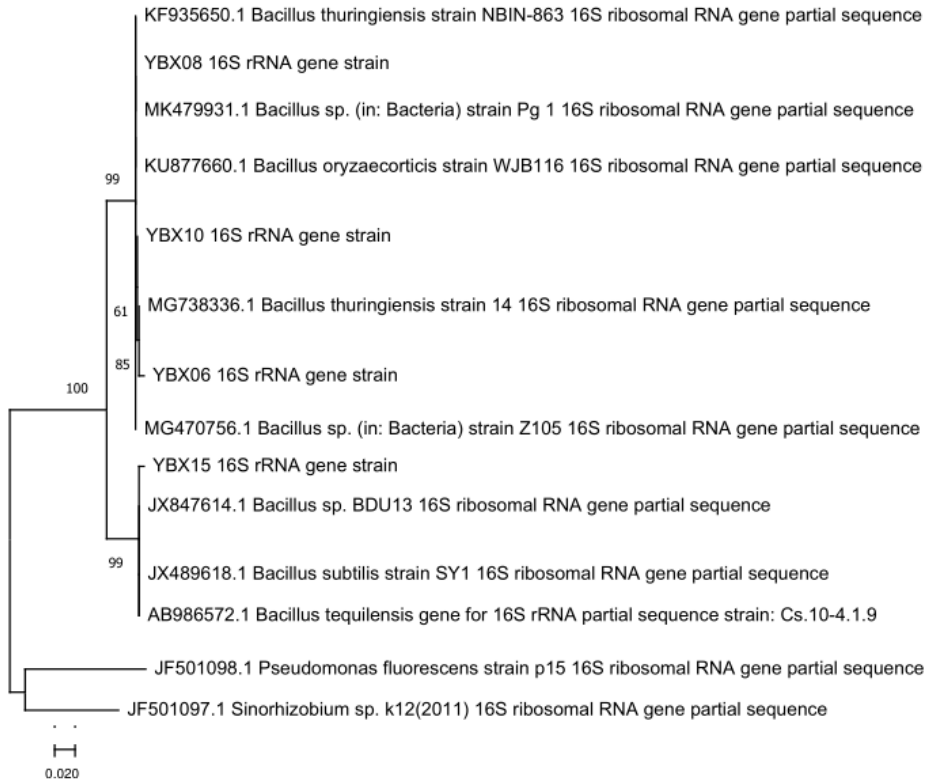 KF935650.1 Bacillus thuringiensis strain NBIN-863 16S ribosomal RNA gene partial sequence
YBX08 16S rRNA gene strain
MK479931.1 Bacillus sp. (in: Bacteria) strain Pg 1 16S ribosomal RNA gene partial sequence
KU877660.1 Bacillus oryzaecorticis strain WJB116 16S ribosomal RNA gene partial sequence
99
YBX10 16S rRNA gene strain
MG738336.1 Bacillus thuringiensis strain 14 16S ribosomal RNA gene partial sequence
61
85
YBX06 16S rRNA gene strain
100
MG470756.1 Bacillus sp. (in: Bacteria) strain Z105 16S ribosomal RNA gene partial sequence
YBX15 16S rRNA gene strain
JX847614.1 Bacillus sp. BDU13 16S ribosomal RNA gene partial sequence
99
JX489618.1 Bacillus subtilis strain SY1 16S ribosomal RNA gene partial sequence
AB986572.1 Bacillus tequilensis gene for 16S rRNA partial sequence strain: Cs.10-4.1.9
JF501098.1 Pseudomonas fluorescens strain p15 16S ribosomal RNA gene partial sequence
JF501097.1 Sinorhizobium sp. k12(2011) 16S ribosomal RNA gene partial sequence
0.020